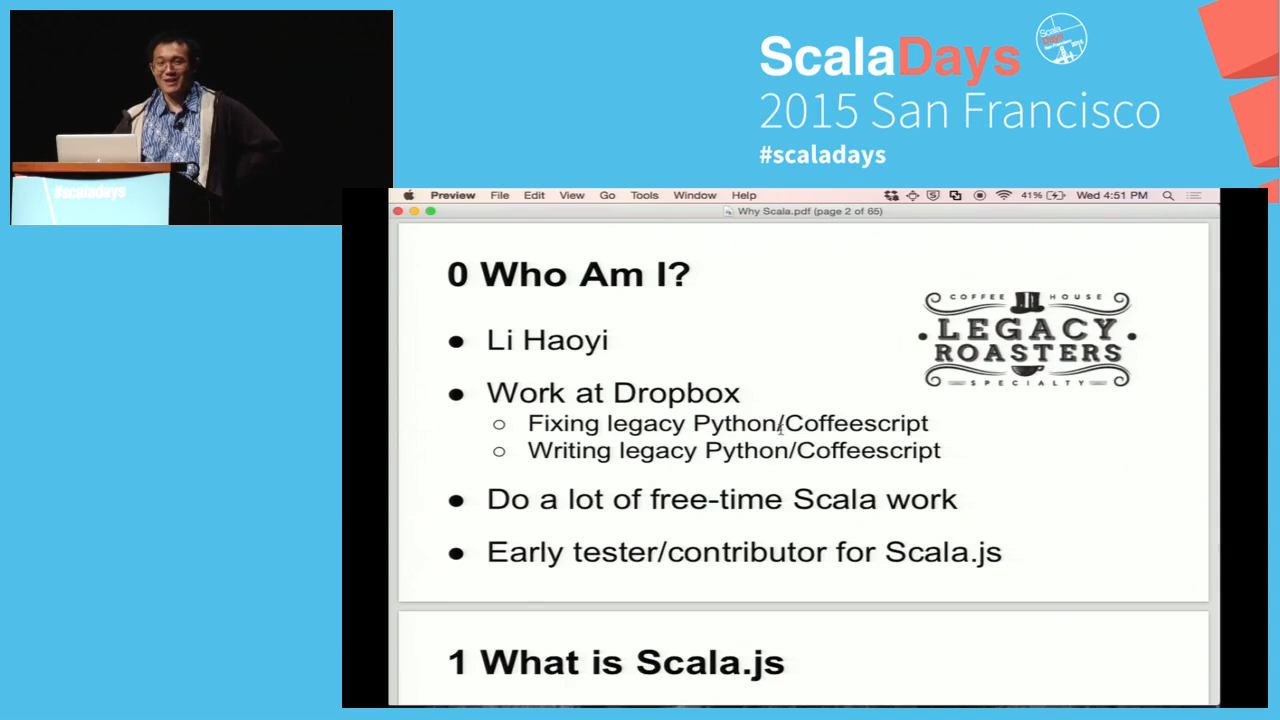 ScalaDays
2015 San Francisco
#scaladays
#scaladays
Preview File Edit View Go Tools Window Help 41% Wed 4:51 PM
Why Scala.pdf (page 2 of 65)
0 Who Am I?
COFFEE HOUSE
LEGACY
ROASTERS
SPECIALTY
● Li Haoyi
● Work at Dropbox
○ Fixing legacy Python/Coffeescript
○ Writing legacy Python/Coffeescript
● Do a lot of free-time Scala work
● Early tester/contributor for Scala.js
1 What is Scala.js